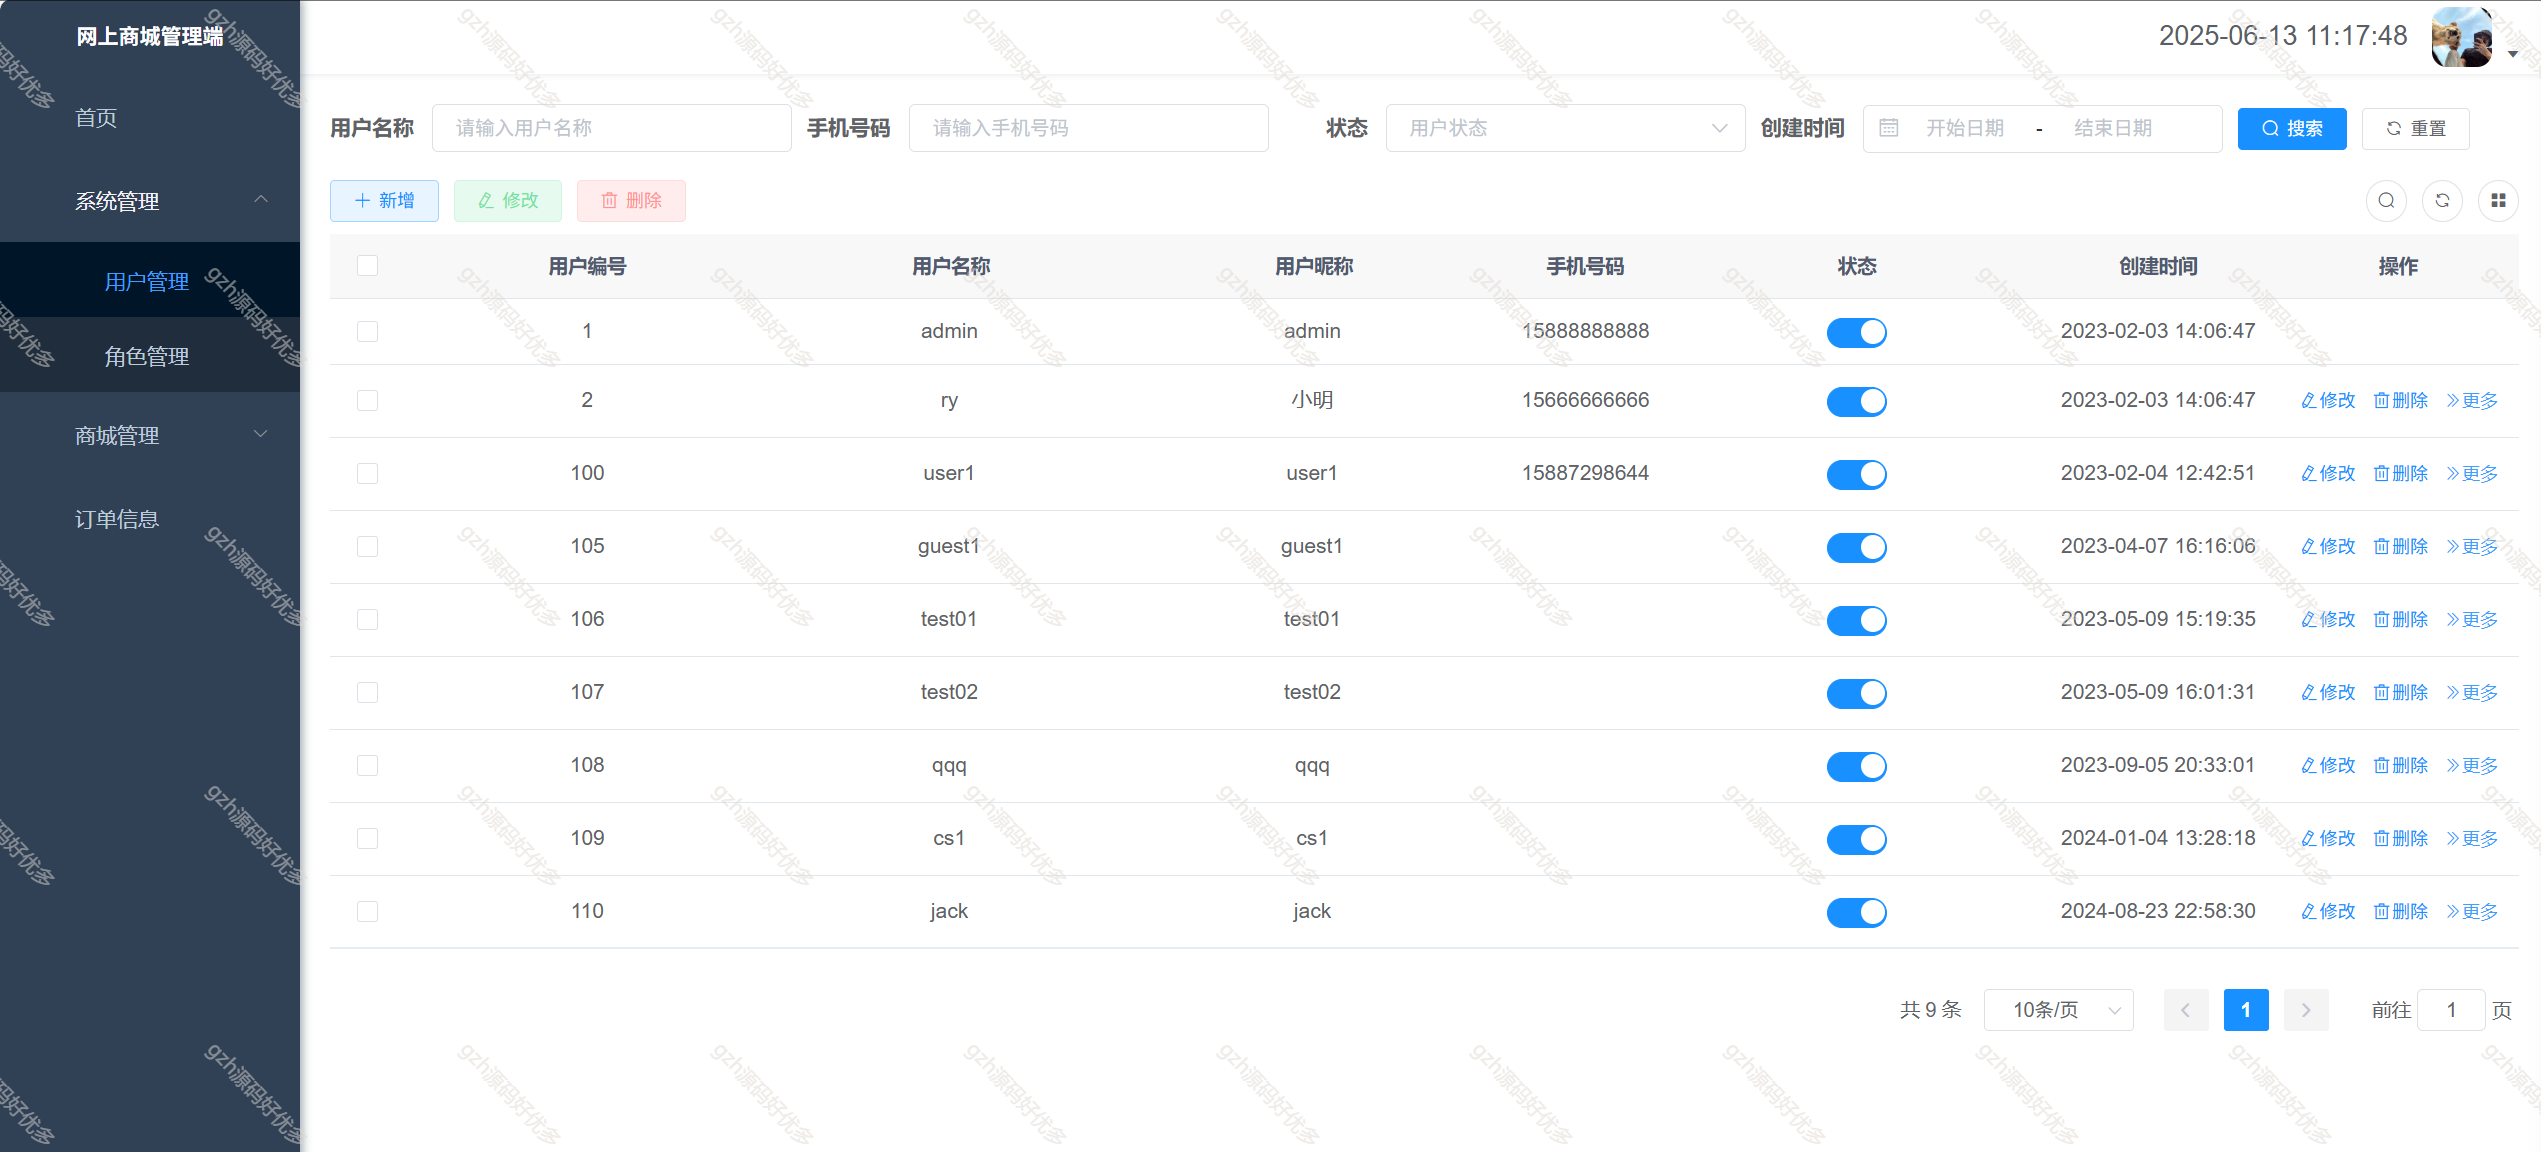 网上商城管理端
2025-06-13 11:17:48
首页
系统管理
用户管理
角色管理
商城管理
订单信息
用户名称 请输入用户名称 手机号码 请输入手机号码 状态 用户状态 创建时间 开始日期 - 结束日期 搜索 重置
新增 修改 删除
用户编号 用户名称 用户昵称 手机号码 状态 创建时间 操作
1 admin admin 15888888888 2023-02-03 14:06:47
2 ry 小明 15666666666 2023-02-03 14:06:47 修改 删除 更多
100 user1 user1 15887298644 2023-02-04 12:42:51 修改 删除 更多
105 guest1 guest1 2023-04-07 16:16:06 修改 删除 更多
106 test01 test01 2023-05-09 15:19:35 修改 删除 更多
107 test02 test02 2023-05-09 16:01:31 修改 删除 更多
108 qqq qqq 2023-09-05 20:33:01 修改 删除 更多
109 cs1 cs1 2024-01-04 13:28:18 修改 删除 更多
110 jack jack 2024-08-23 22:58:30 修改 删除 更多
共 9 条 10条/页 1 前往 1 页
gzh源码好优多